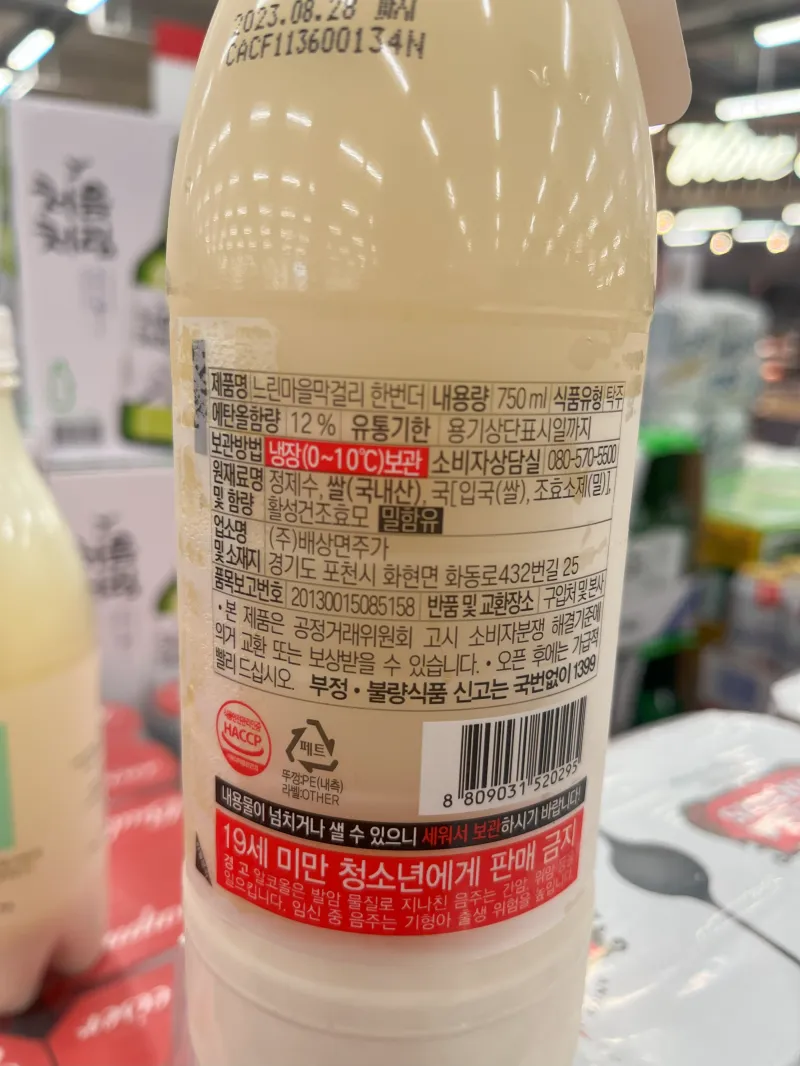 2023.08.28 까지
CACF113600134N
Wine
처음
처럼
제품명 느린마을막걸리 한번더 내용량 750ml 식품유형 탁주
에탄올함량 12% 유통기한 용기상단표시일까지
보관방법 냉장(0~10℃)보관 소비자상담실 080-570-5500
원재료명 및 함량 정제수, 쌀(국내산), 국[입국(쌀), 조효소제(밀)],
활성건조효모 밀함유
업소명 및 소재지 (주)배상면주가
경기도 포천시 화현면 화동로432번길 25
품목보고번호 20130015085158 반품 및 교환장소 구입처 및 본사
• 본 제품은 공정거래위원회 고시 소비자분쟁 해결기준에
의거 교환 또는 보상받을 수 있습니다. • 오픈 후에는 가급적
빨리 드십시오. 부정 • 불량식품 신고는 국번없이 1399
HACCP
페트
뚜껑:PE(내측)
라벨:OTHER
8 809031 520295
내용물이 넘치거나 샐 수 있으니 세워서 보관하시기 바랍니다!
19세 미만 청소년에게 판매 금지
경고 알코올은 발암 물질로 지나친 음주는 간암, 위암 등을
일으킵니다. 임신 중 음주는 기형아 출생 위험을 높입니다.